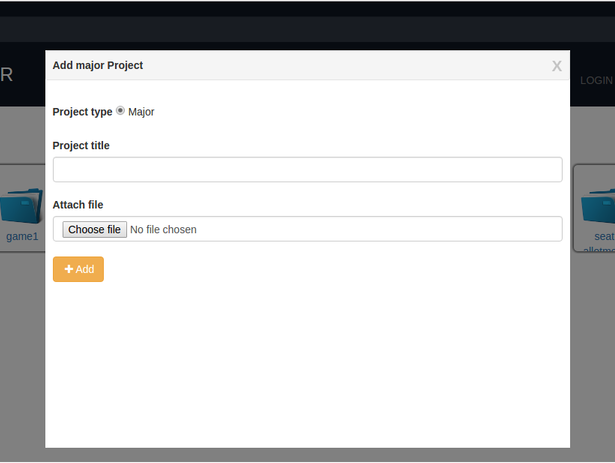 Add major Project
X
R
LOGIN
Project type Major
Project title
Attach file
Choose file No file chosen
game1
seat
allotme
Add